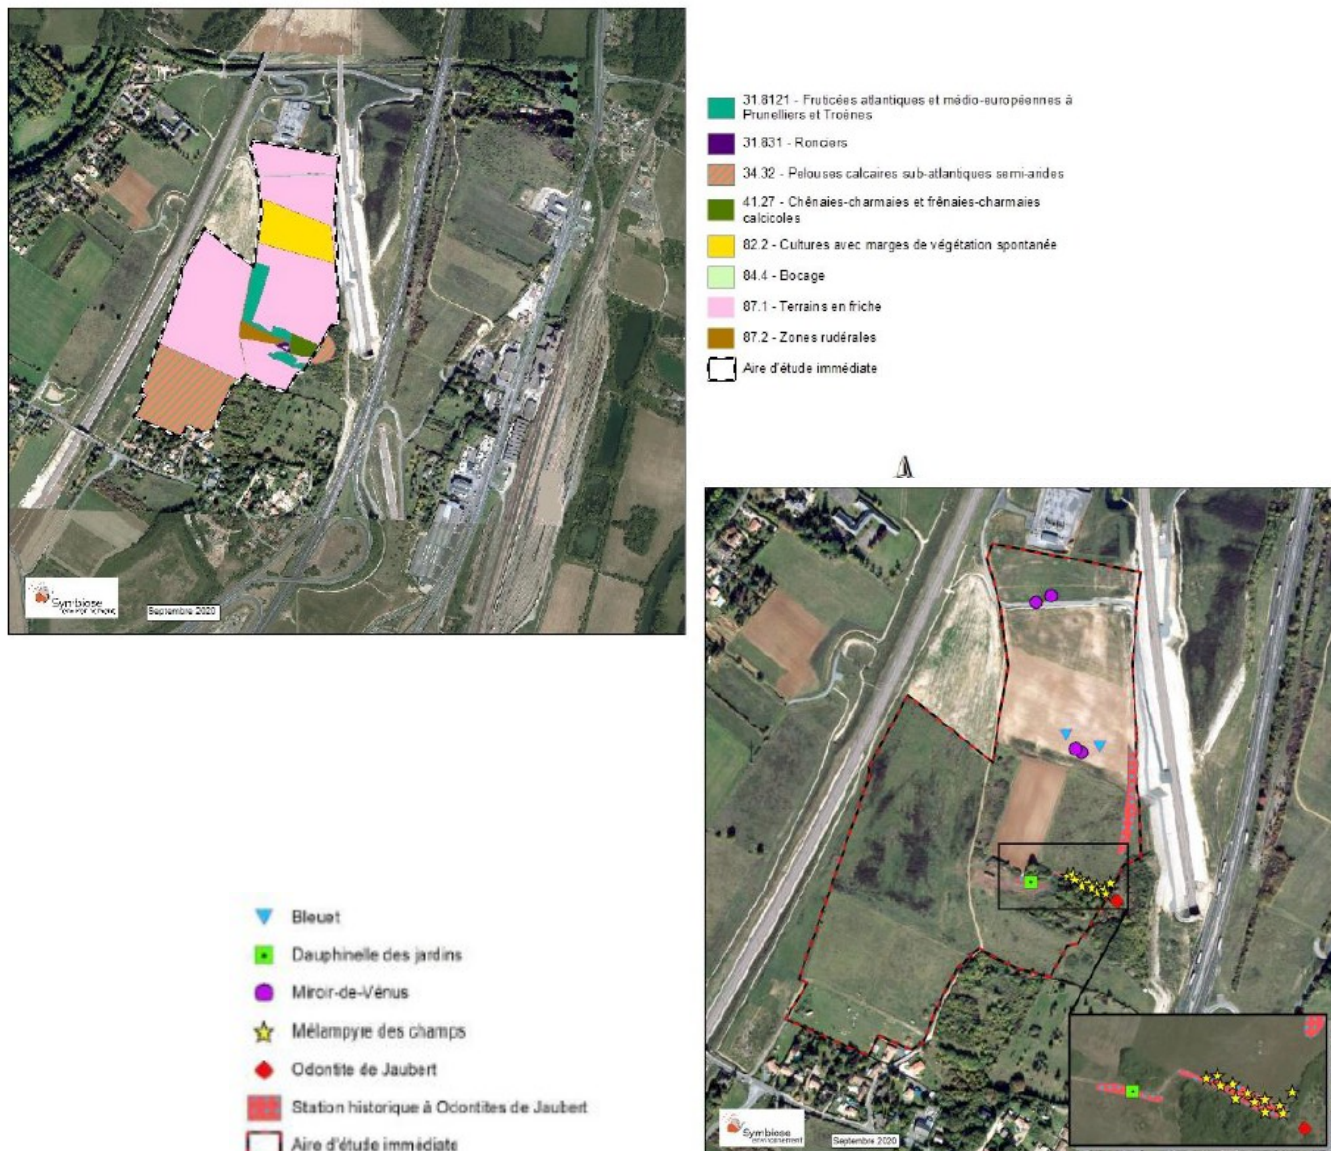 31.8121 - Fruticées atlantiques et médio-européennes à
Prunelliers et Troènes
31.831 - Ronciers
34.32 - Pelouses calcaires sub-atlantiques semi-arides
41.27 - Chênaies-charmaies et frênaies-charmaies
calcicoles
82.2 - Cultures avec marges de végétation spontanée
84.4 - Bocage
87.1 - Terrains en friche
87.2 - Zones rudérales
Aire d'étude immédiate
Symbiose
environnement
Septembre 2020
Bleuet
Dauphinelle des jardins
Miroir-de-Vénus
Mélampyre des champs
Odontite de Jaubert
Station historique à Odontites de Jaubert
Aire d'étude immédiate
Symbiose
environnement
Septembre 2020